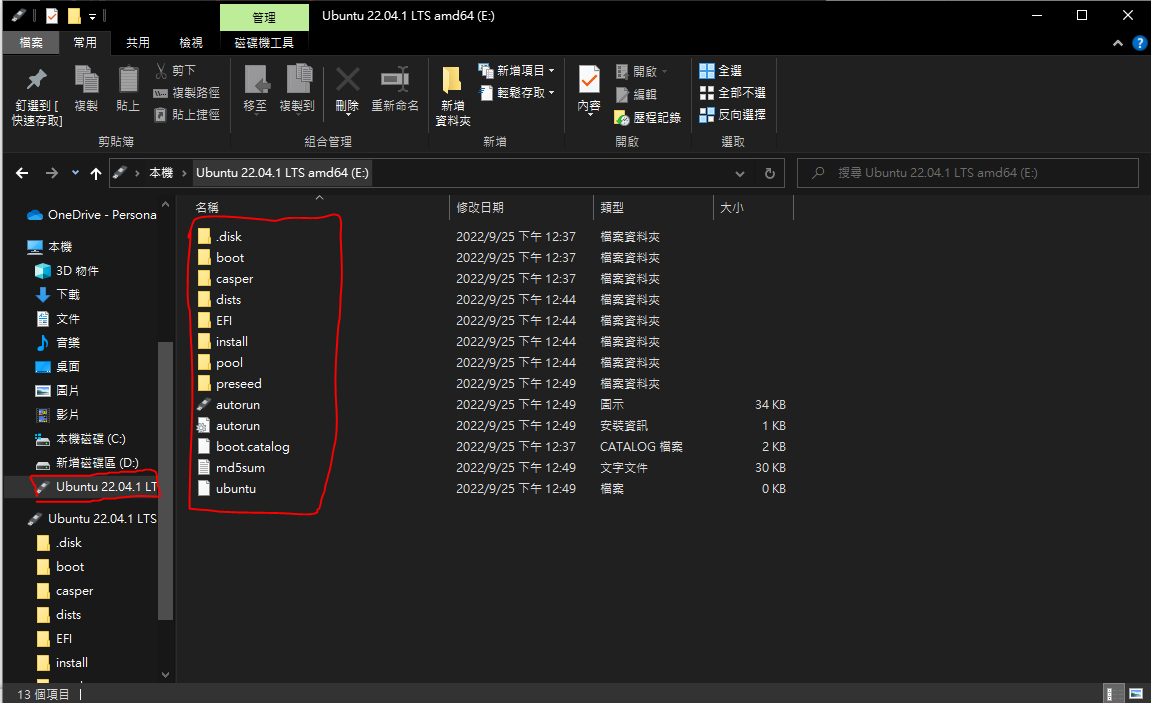 管理
Ubuntu 22.04.1 LTS amd64 (E:)
檔案
常用
共用
檢視
磁碟機工具
釘選到 [
快速存取]
複製
貼上
剪下
複製路徑
貼上捷徑
剪貼簿
移至
複製到
刪除
重新命名
組合管理
新增
資料夾
新增項目
輕鬆存取
新增
內容
開啟
編輯
歷程記錄
開啟
全選
全部不選
反向選擇
選取
本機 > Ubuntu 22.04.1 LTS amd64 (E:)
搜尋 Ubuntu 22.04.1 LTS amd64 (E:)
OneDrive - Persona
本機
3D 物件
下載
文件
音樂
桌面
圖片
影片
本機磁碟 (C:)
新增磁碟區 (D:)
Ubuntu 22.04.1 LT
Ubuntu 22.04.1 LTS
.disk
boot
casper
dists
EFI
install
名稱 修改日期 類型 大小
.disk 2022/9/25 下午 12:37 檔案資料夾
boot 2022/9/25 下午 12:37 檔案資料夾
casper 2022/9/25 下午 12:37 檔案資料夾
dists 2022/9/25 下午 12:44 檔案資料夾
EFI 2022/9/25 下午 12:44 檔案資料夾
install 2022/9/25 下午 12:44 檔案資料夾
pool 2022/9/25 下午 12:44 檔案資料夾
preseed 2022/9/25 下午 12:49 檔案資料夾
autorun 2022/9/25 下午 12:49 圖示 34 KB
autorun 2022/9/25 下午 12:49 安裝資訊 1 KB
boot.catalog 2022/9/25 下午 12:37 CATALOG 檔案 2 KB
md5sum 2022/9/25 下午 12:49 文字文件 30 KB
ubuntu 2022/9/25 下午 12:49 檔案 0 KB
13 個項目